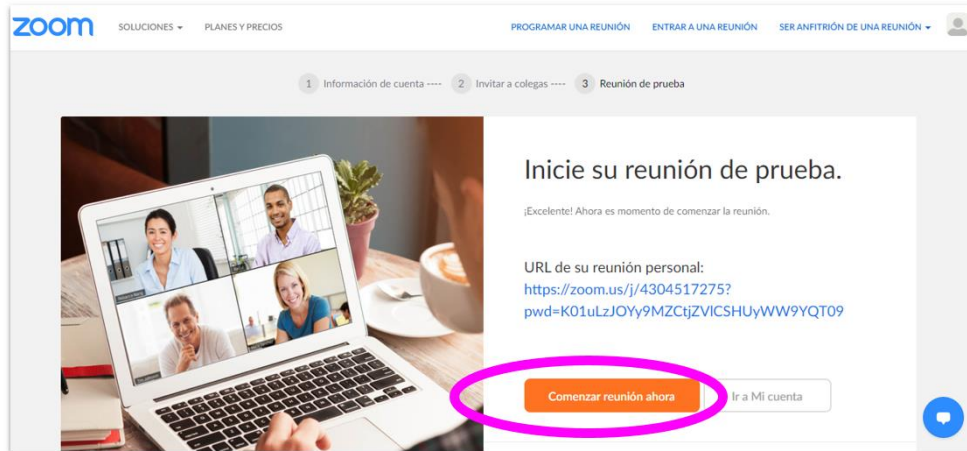 zoom SOLUCIONES PLANES Y PRECIOS PROGRAMAR UNA REUNIÓN ENTRAR A UNA REUNIÓN SER ANFITRIÓN DE UNA REUNIÓN
1 Información de cuenta ---- 2 Invitar a colegas ---- 3 Reunión de prueba
Inicie su reunión de prueba.
¡Excelente! Ahora es momento de comenzar la reunión.
URL de su reunión personal:
https://zoom.us/j/4304517275?
pwd=K01uLzJOYy9MZCtjZVlCSHUyWW9YQT09
Comenzar reunión ahora
Ir a Mi cuenta